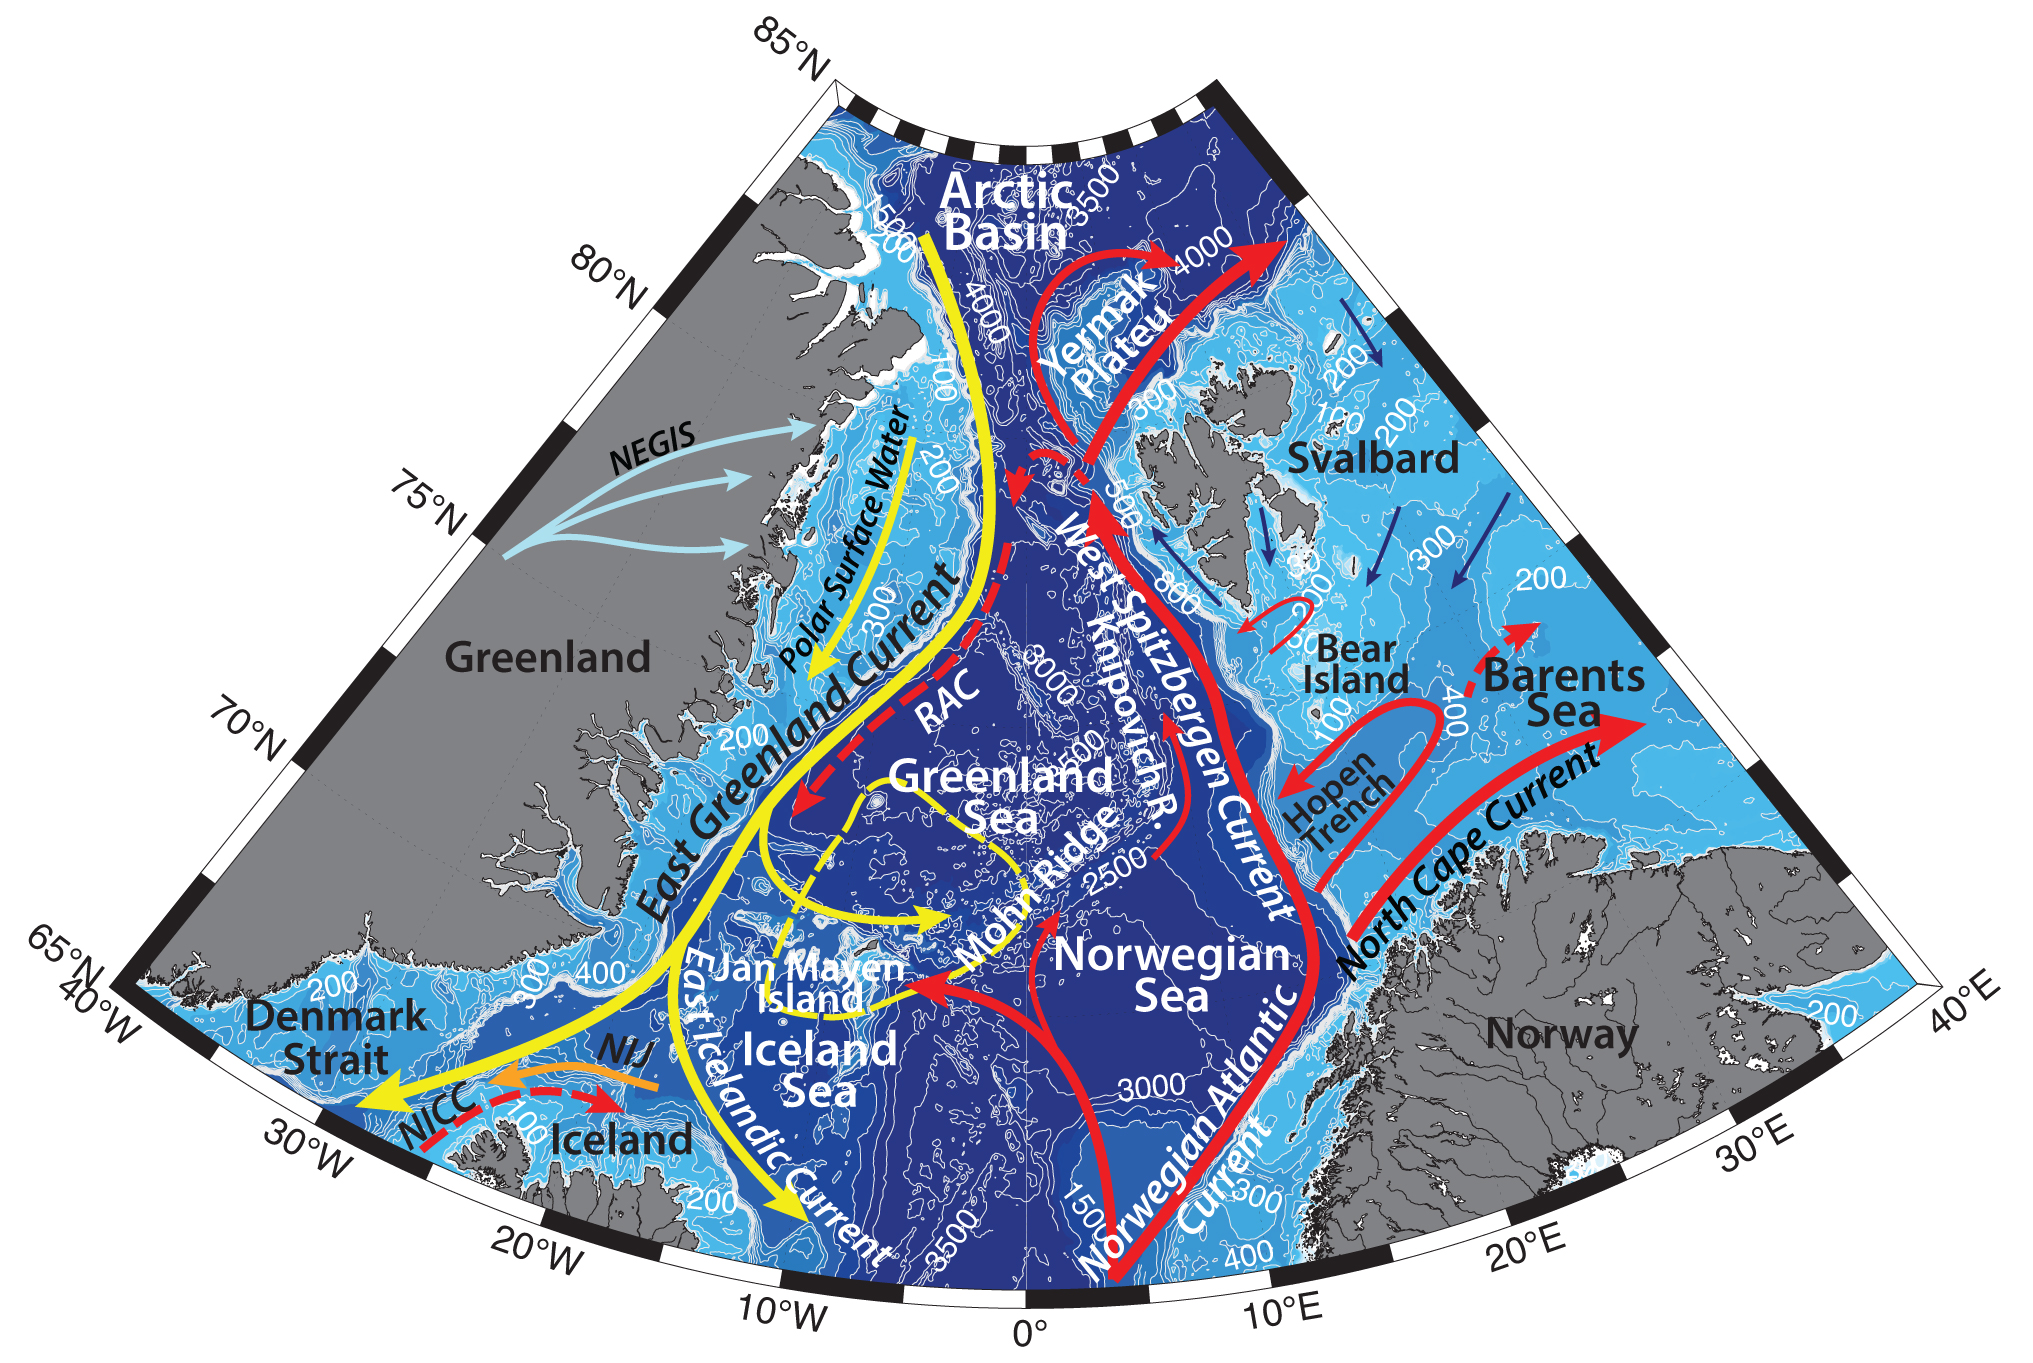 85°N
80°N
75°N
70°N
65°N
40°W
30°W
20°W
10°W
0°
10°E
20°E
30°E
40°E
Arctic
Basin
3500
1500
200
4000
4000
Yermak
Plateu
100
300
200
100
200
NEGIS
Polar Surface Water
200
Svalbard
500
300
200
West Spitzbergen Current
Knipovich R.
800
300
200
50
Greenland
East Greenland Current
3000
Bear
Island
Barents
Sea
RAC
100
400
200
Greenland
Sea
Hopen
Trench
North Cape Current
Mohn Ridge
2500
Norwegian
Sea
Jan Mayen
Island
East Icelandic Current
400
200
Denmark
Strait
NIJ
Iceland
Sea
Norway
200
3000
NICC
100
Iceland
Norwegian Atlantic
Current
200
1500
300
3500
400